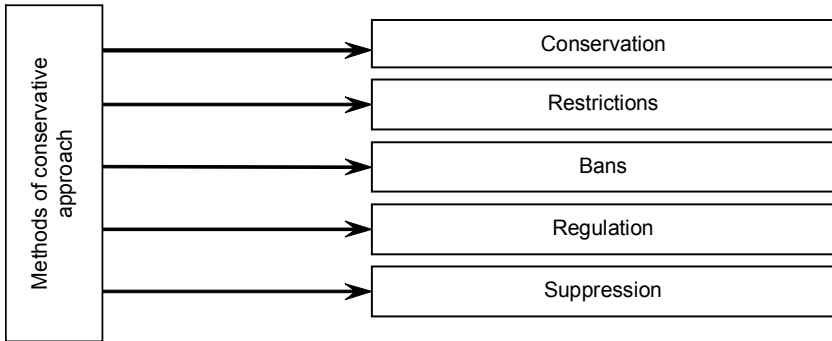 Methods of conservative
approach
Conservation
Restrictions
Bans
Regulation
Suppression